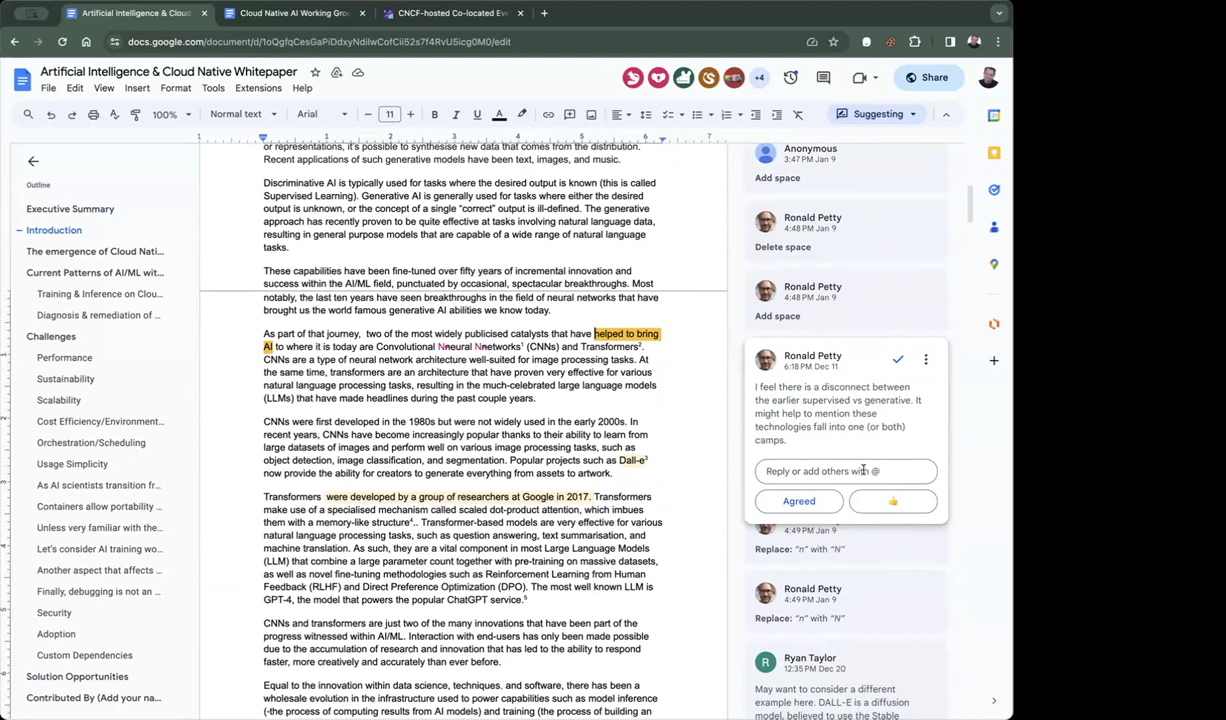 Artificial Intelligence & Cloud
Cloud Native AI Working Gro
CNCF-hosted Co-located Eve
docs.google.com/document/d/1oQgfqCesGaPiDdxyNdilwCofCii52s7f4RvU5icg0M0/edit
Artificial Intelligence & Cloud Native Whitepaper
+4
Share
File Edit View Insert Format Tools Extensions Help
100% Normal text Arial 11 Suggesting
1 1 2 3 4 5 6 7
Outline
Executive Summary
Introduction
The emergence of Cloud Nati...
Current Patterns of AI/ML wit...
Training & Inference on Clou...
Challenges
Performance
Sustainability
Scalability
Cost Efficiency/Environment...
Orchestration/Scheduling
Usage Simplicity
As AI scientists transition fr...
Containers allow portability ...
Unless very familiar with the...
Let's consider AI training wo...
Another aspect that affects ...
Finally, debugging is not an ...
Security
Adoption
Custom Dependencies
Solution Opportunities
Contributed By (Add your na...
or representations, it's possible to synthesise new data that comes from the distribution.
Recent applications of such generative models have been text, images, and music.
Discriminative AI is typically used for tasks where the desired output is known (this is called
Supervised Learning). Generative AI is generally used for tasks where either the desired
output is unknown, or the concept of a single "correct" output is ill-defined. The generative
approach has recently proven to be quite effective at tasks involving natural language data,
resulting in general purpose models that are capable of a wide range of natural language
tasks.
These capabilities have been fine-tuned over fifty years of incremental innovation and
success within the AI/ML field, punctuated by occasional, spectacular breakthroughs. Most
notably, the last ten years have seen breakthroughs in the field of neural networks that have
brought us the world famous generative AI abilities we know today.
As part of that journey, two of the most widely publicised catalysts that have helped to bring
AI to where it is today are Convolutional Nneural Nnetworks¹ (CNNs) and Transformers².
CNNs are a type of neural network architecture well-suited for image processing tasks. At
the same time, transformers are an architecture that have proven very effective for various
natural language processing tasks, resulting in the much-celebrated large language models
(LLMs) that have made headlines during the past couple years.
CNNs were first developed in the 1980s but were not widely used in the early 2000s. In
recent years, CNNs have become increasingly popular thanks to their ability to learn from
large datasets of images and perform well on various image processing tasks, such as
object detection, image classification, and segmentation. Popular projects such as Dall-e³
now provide the ability for creators to generate everything from assets to artwork.
Transformers were developed by a group of researchers at Google in 2017. Transformers
make use of a specialised mechanism called scaled dot-product attention, which imbues
them with a memory-like structure⁴.. Transformer-based models are very effective for various
natural language processing tasks, such as question answering, text summarisation, and
machine translation. As such, they are a vital component in most Large Language Models
(LLM) that combine a large parameter count together with pre-training on massive datasets,
as well as novel fine-tuning methodologies such as Reinforcement Learning from Human
Feedback (RLHF) and Direct Preference Optimization (DPO). The most well known LLM is
GPT-4, the model that powers the popular ChatGPT service.⁵
CNNs and transformers are just two of the many innovations that have been part of the
progress witnessed within AI/ML. Interaction with end-users has only been made possible
due to the accumulation of research and innovation that has led to the ability to respond
faster, more creatively and accurately than ever before.
Equal to the innovation within data science, techniques, and software, there has been a
wholesale evolution in the infrastructure used to power capabilities such as model inference
(-the process of computing results from AI models) and training (the process of building an
Anonymous
3:47 PM Jan 9
Add space
Ronald Petty
4:48 PM Jan 9
Delete space
Ronald Petty
4:48 PM Jan 9
Add space
Ronald Petty
6:18 PM Dec 11
I feel there is a disconnect between
the earlier supervised vs generative. It
might help to mention these
technologies fall into one (or both)
camps.
Reply or add others with @
Agreed 👍
4:49 PM Jan 9
Replace: "n" with "N"
Ronald Petty
4:49 PM Jan 9
Replace: "n" with "N"
R
Ryan Taylor
12:35 PM Dec 20
May want to consider a different
example here. DALL-E is a diffusion
model, believed to use the Stable